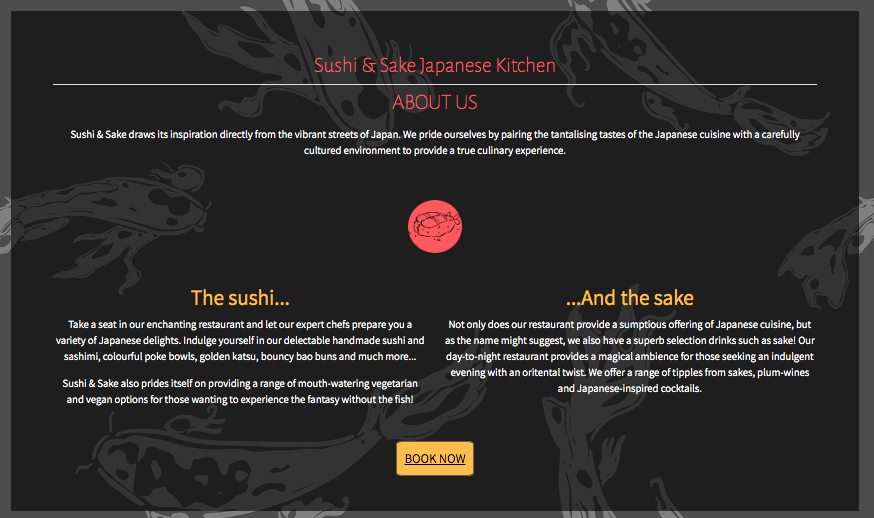 Sushi & Sake Japanese Kitchen
ABOUT US
Sushi & Sake draws its inspiration directly from the vibrant streets of Japan. We pride ourselves by pairing the tantalising tastes of the Japanese cuisine with a carefully
cultured environment to provide a true culinary experience.
The sushi...
Take a seat in our enchanting restaurant and let our expert chefs prepare you a
variety of Japanese delights. Indulge yourself in our delectable handmade sushi and
sashimi, colourful poke bowls, golden katsu, bouncy bao buns and much more...
Sushi & Sake also prides itself on providing a range of mouth-watering vegetarian
and vegan options for those wanting to experience the fantasy without the fish!
...And the sake
Not only does our restaurant provide a sumptious offering of Japanese cuisine, but
as the name might suggest, we also have a superb selection drinks such as sake! Our
day-to-night restaurant provides a magical ambience for those seeking an indulgent
evening with an oritental twist. We offer a range of tipples from sakes, plum-wines
and Japanese-inspired cocktails.
BOOK NOW